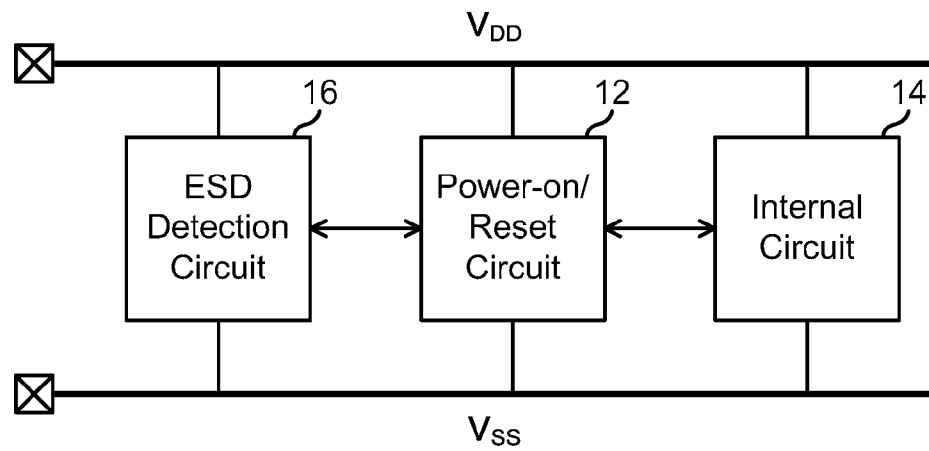 VDD
16
12
14
ESD
Detection
Circuit
Power-on/
Reset
Circuit
Internal
Circuit
VSS